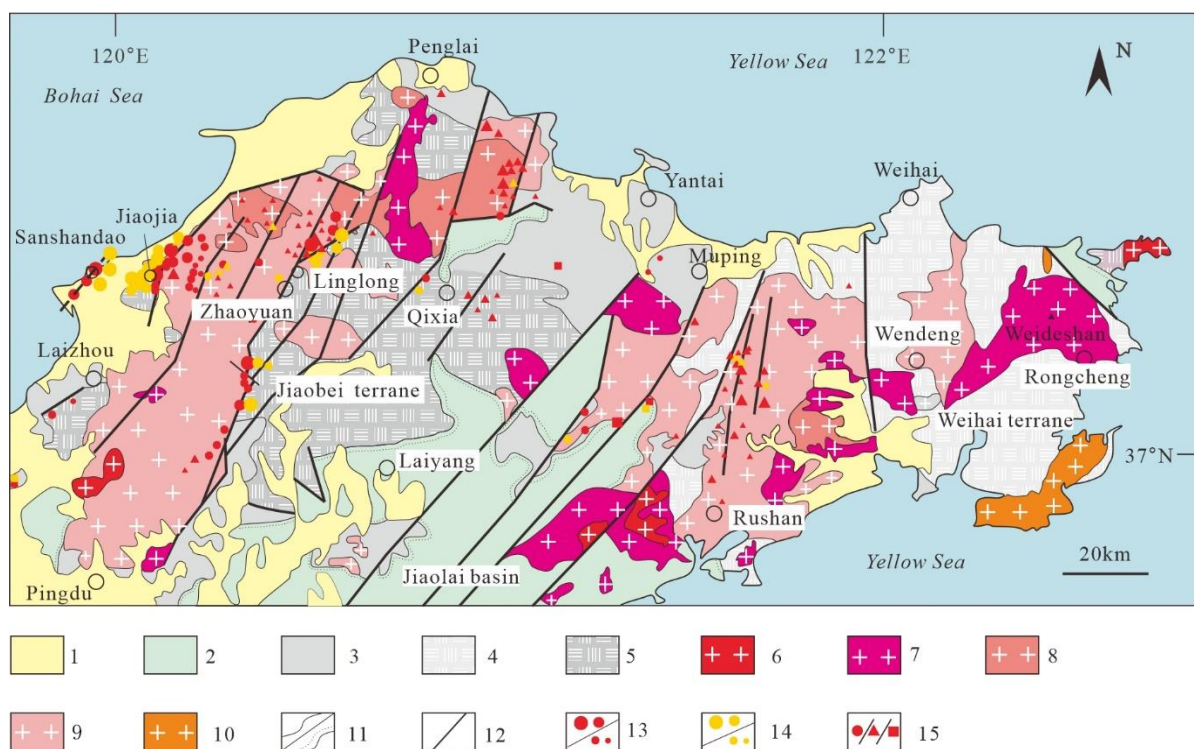 120°E
Penglai
Yellow Sea
122°E
N
Bohai Sea
Weihai
Yantai
Jiaojia
Sanshandao
Muping
Linglong
Zhaoyuan
Qixia
Wendeng
Weideshan
Laizhou
Rongcheng
Jiaobei terrane
Weihai terrane
Laiyang
37°N
Rushan
Yellow Sea
20km
Jiaolai basin
Pingdu
1 2 3 4 5 6 7 8
9 10 11 12 13 14 15